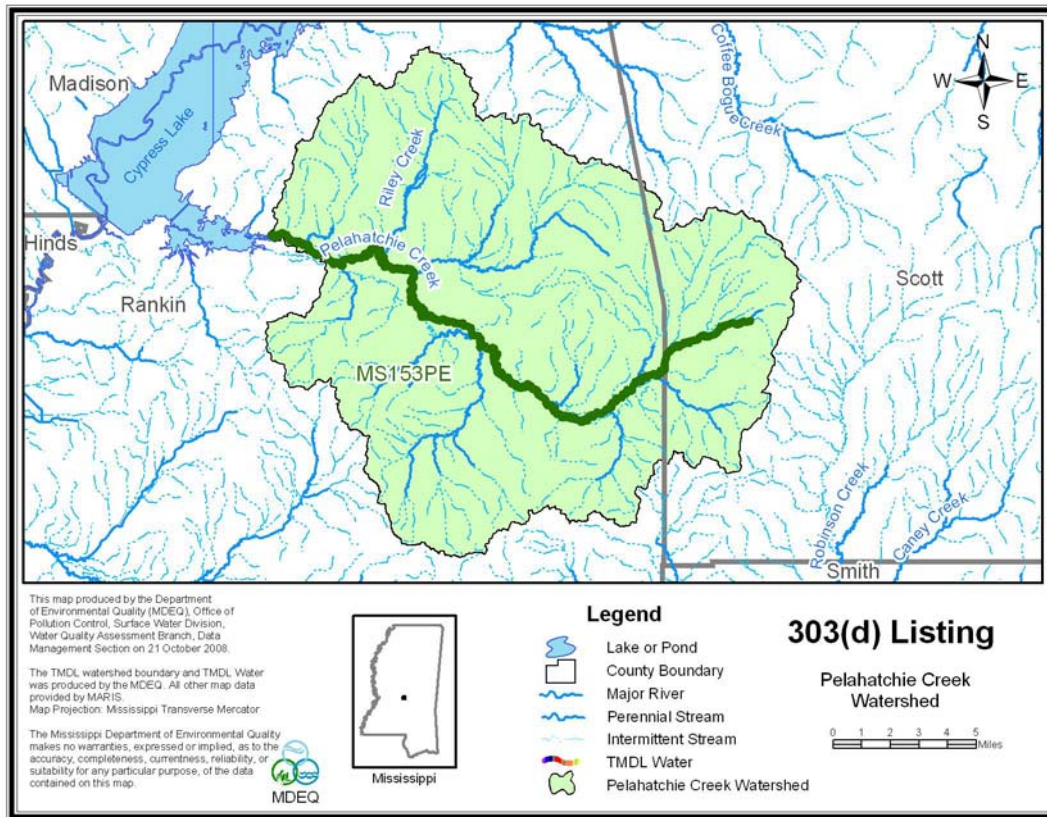 Madison
Cypress Lake
Hinds
Rankin
Riley Creek
Pelahatchie Creek
MS153PE
Coffee Bogue Creek
N
W E
S
Scott
Robinson Creek
Caney Creek
Smith
This map produced by the Department
of Environmental Quality (MDEQ), Office of
Pollution Control, Surface Water Division,
Water Quality Assessment Branch, Data
Management Section on 21 October 2008.
The TMDL watershed boundary and TMDL Water
was produced by the MDEQ. All other map data
provided by MARIS.
Map Projection: Mississippi Transverse Mercator
The Mississippi Department of Environmental Quality
makes no warranties, expressed or implied, as to the
accuracy, completeness, currentness, reliability, or
suitability for any particular purpose, of the data
contained on this map.
MDEQ
Mississippi
Legend
Lake or Pond
County Boundary
Major River
Perennial Stream
Intermittent Stream
TMDL Water
Pelahatchie Creek Watershed
303(d) Listing
Pelahatchie Creek
Watershed
0 1 2 3 4 5
Miles